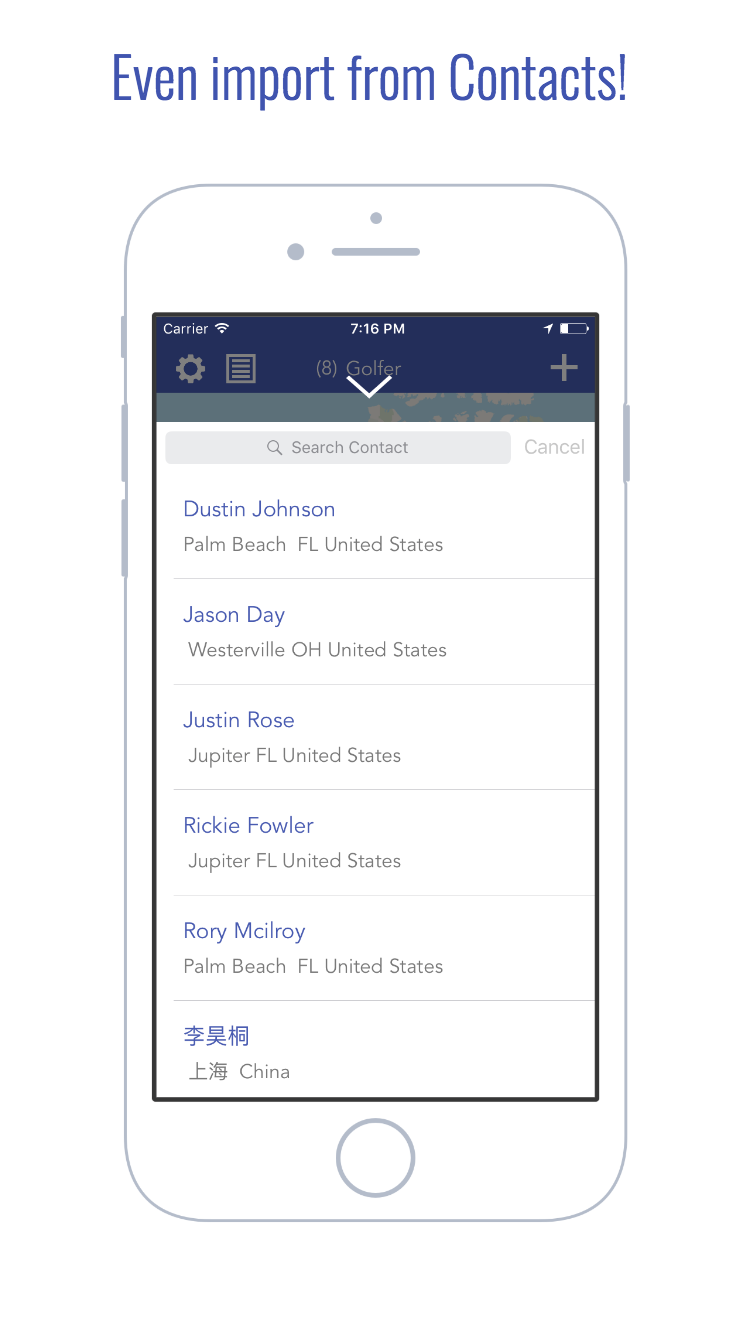 Even import from Contacts!
Carrier 7:16 PM
(8) Golfer
Search Contact Cancel
Dustin Johnson
Palm Beach FL United States
Jason Day
Westerville OH United States
Justin Rose
Jupiter FL United States
Rickie Fowler
Jupiter FL United States
Rory Mcilroy
Palm Beach FL United States
李昊桐
上海 China